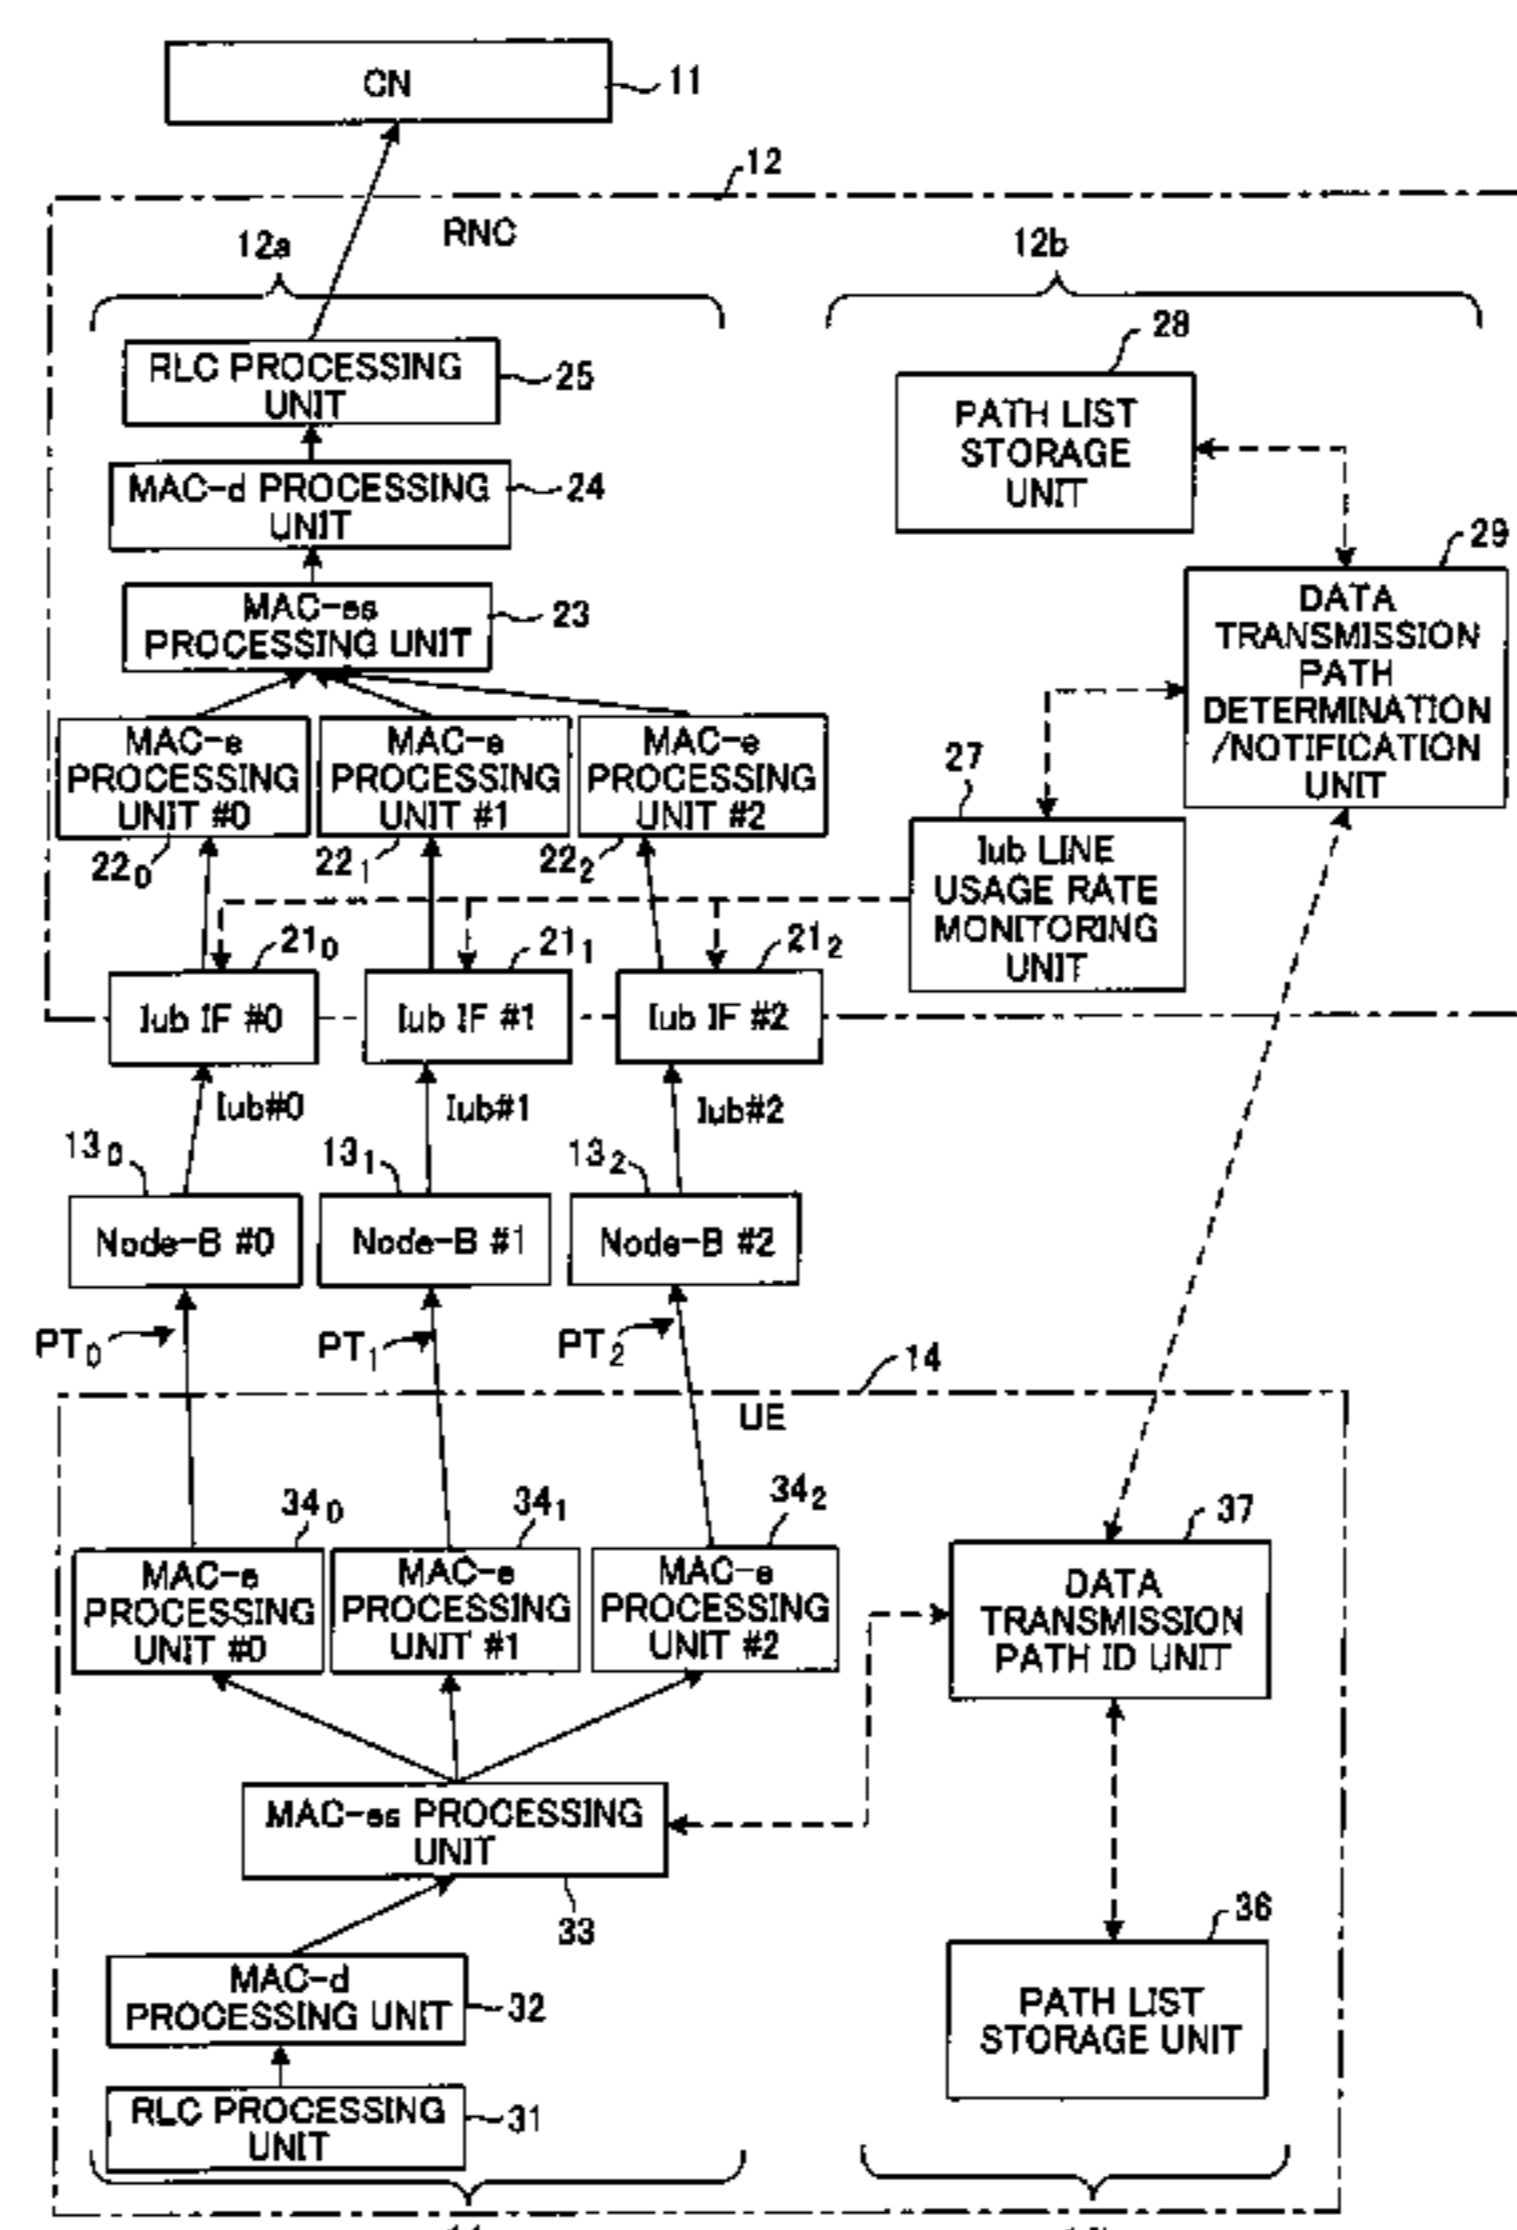 CN
11
12
RNC
12a
12b
28
RLC PROCESSING
UNIT
25
PATH LIST
STORAGE
UNIT
MAC-d PROCESSING
UNIT
24
29
MAC-es
PROCESSING UNIT
23
DATA
TRANSMISSION
PATH
DETERMINATION
/NOTIFICATION
UNIT
MAC-e
PROCESSING
UNIT #0
MAC-e
PROCESSING
UNIT #1
MAC-e
PROCESSING
UNIT #2
27
22₀
22₁
22₂
Iub LINE
USAGE RATE
MONITORING
UNIT
21₀
21₁
21₂
Iub IF #0
Iub IF #1
Iub IF #2
Iub#0
Iub#1
Iub#2
13₀
13₁
13₂
Node-B #0
Node-B #1
Node-B #2
PT₀
PT₁
PT₂
14
UE
34₀
34₁
34₂
37
MAC-e
PROCESSING
UNIT #0
MAC-e
PROCESSING
UNIT #1
MAC-e
PROCESSING
UNIT #2
DATA
TRANSMISSION
PATH ID UNIT
MAC-es PROCESSING
UNIT
33
36
MAC-d
PROCESSING UNIT
32
PATH LIST
STORAGE UNIT
RLC PROCESSING
UNIT
31